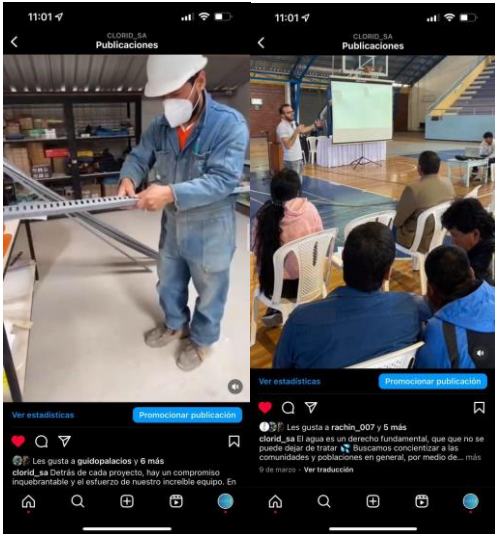 11:01
CLORID_SA
Publicaciones
Ver estadísticas
Promocionar publicación
Les gusta a guidopalacios y 6 más
clorid_sa Detrás de cada proyecto, hay un compromiso
inquebrantable y el esfuerzo de nuestro increíble equipo. En
11:01
CLORID_SA
Publicaciones
Ver estadísticas
Promocionar publicación
Les gusta a rachin_007 y 5 más
clorid_sa El agua es un derecho fundamental, que que no se
puede dejar de tratar 💦 Buscamos concientizar a las
comunidades y poblaciones en general, por medio de... más
9 de marzo · Ver traducción